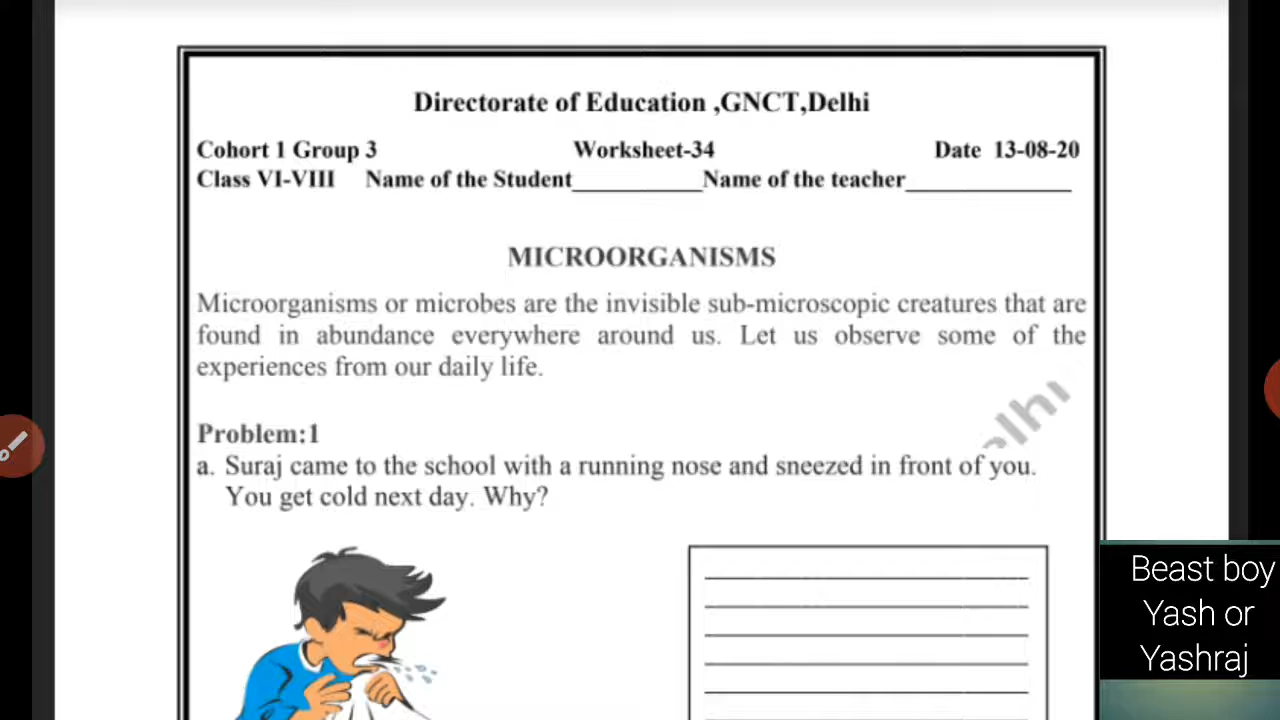 Directorate of Education ,GNCT,Delhi
Cohort 1 Group 3 Worksheet-34 Date 13-08-20
Class VI-VIII Name of the Student__________Name of the teacher_____________
MICROORGANISMS
Microorganisms or microbes are the invisible sub-microscopic creatures that are
found in abundance everywhere around us. Let us observe some of the
experiences from our daily life.
Problem:1
a. Suraj came to the school with a running nose and sneezed in front of you.
You get cold next day. Why?
elhi
Beast boy
Yash or
Yashraj